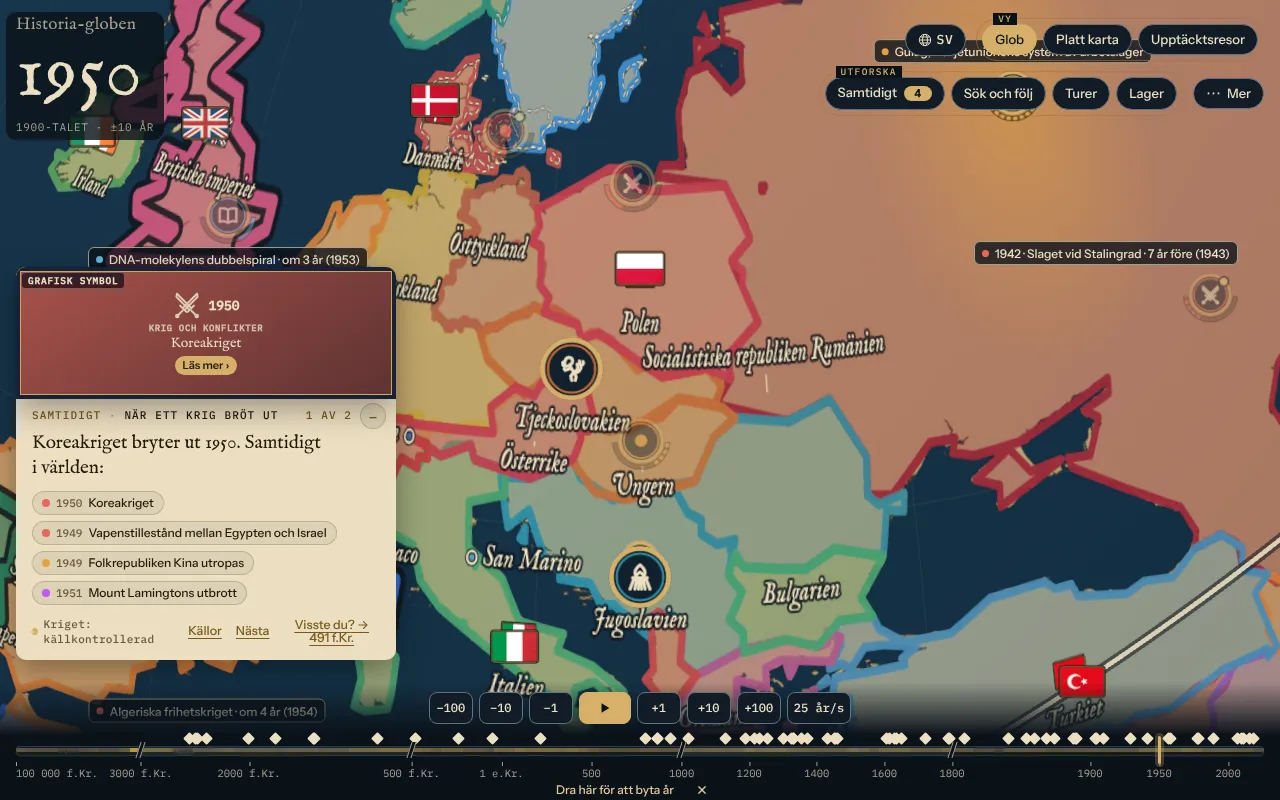 Historia-globen
1950
1900-TALET · ±10 ÅR
VY
SV
Glob
Platt karta
Upptäcktsresor
UTFORSKA
Samtidigt 4
Sök och följ
Turer
Lager
··· Mer
Danmark
Irland
Brittiska imperiet
Östtyskland
DNA-molekylens dubbelspiral · om 3 år (1953)
1942 · Slaget vid Stalingrad · 7 år före (1943)
Polen
Socialistiska republiken Rumänien
Tjeckoslovakien
Österrike
Ungern
San Marino
Jugoslavien
Bulgarien
Italien
Turkiet
GRAFISK SYMBOL
1950
KRIG OCH KONFLIKTER
Koreakriget
Läs mer ›
SAMTIDIGT · NÄR ETT KRIG BRÖT UT 1 AV 2 –
Koreakriget bryter ut 1950. Samtidigt
i världen:
1950 Koreakriget
1949 Vapenstillestånd mellan Egypten och Israel
1949 Folkrepubliken Kina utropas
1951 Mount Lamingtons utbrott
Kriget:
källkontrollerad
Källor
Nästa
Visste du? →
491 f.Kr.
Algeriska frihetskriget · om 4 år (1954)
−100
−10
−1
+1
+10
+100
25 år/s
100 000 f.Kr.
3000 f.Kr.
2000 f.Kr.
500 f.Kr.
1 e.Kr.
500
1000
1200
1400
1600
1800
1900
1950
2000
Dra här för att byta år ✕